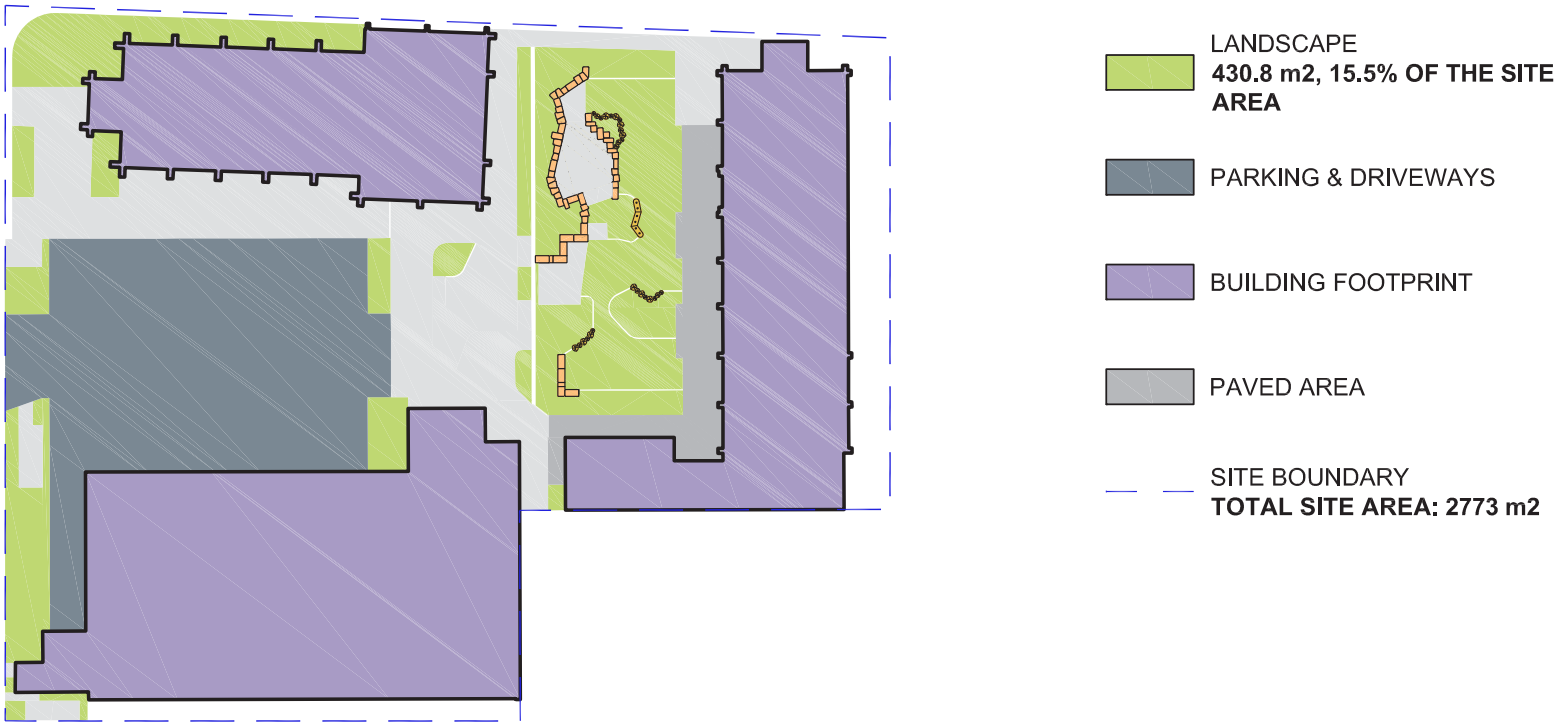 LANDSCAPE
430.8 m2, 15.5% OF THE SITE
AREA
PARKING & DRIVEWAYS
BUILDING FOOTPRINT
PAVED AREA
SITE BOUNDARY
TOTAL SITE AREA: 2773 m2